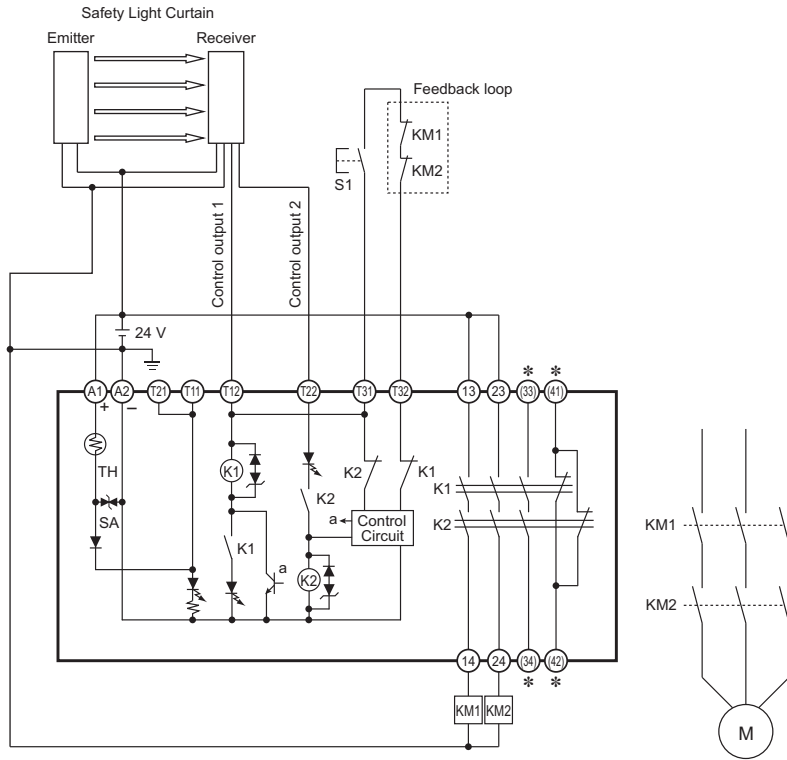 Safety Light Curtain
Emitter
Receiver
Feedback loop
KM1
KM2
S1
Control output 1
Control output 2
24 V
* *
A1 A2 T21 T11 T12 T22 T31 T32 13 23 (33) (41)
+ −
TH
SA
K1
K1
a
K2
K2
K2
K1
a
Control
Circuit
K1
K2
KM1
KM2
14 24 (34) (42)
* *
KM1 KM2
M